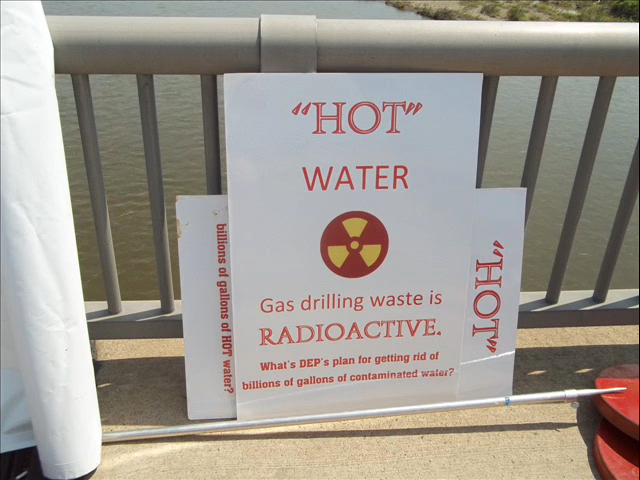 “HOT”
WATER
Gas drilling waste is
RADIOACTIVE.
What's DEP's plan for getting rid of
billions of gallons of contaminated water?
billions of gallons of HOT water?
“HOT”